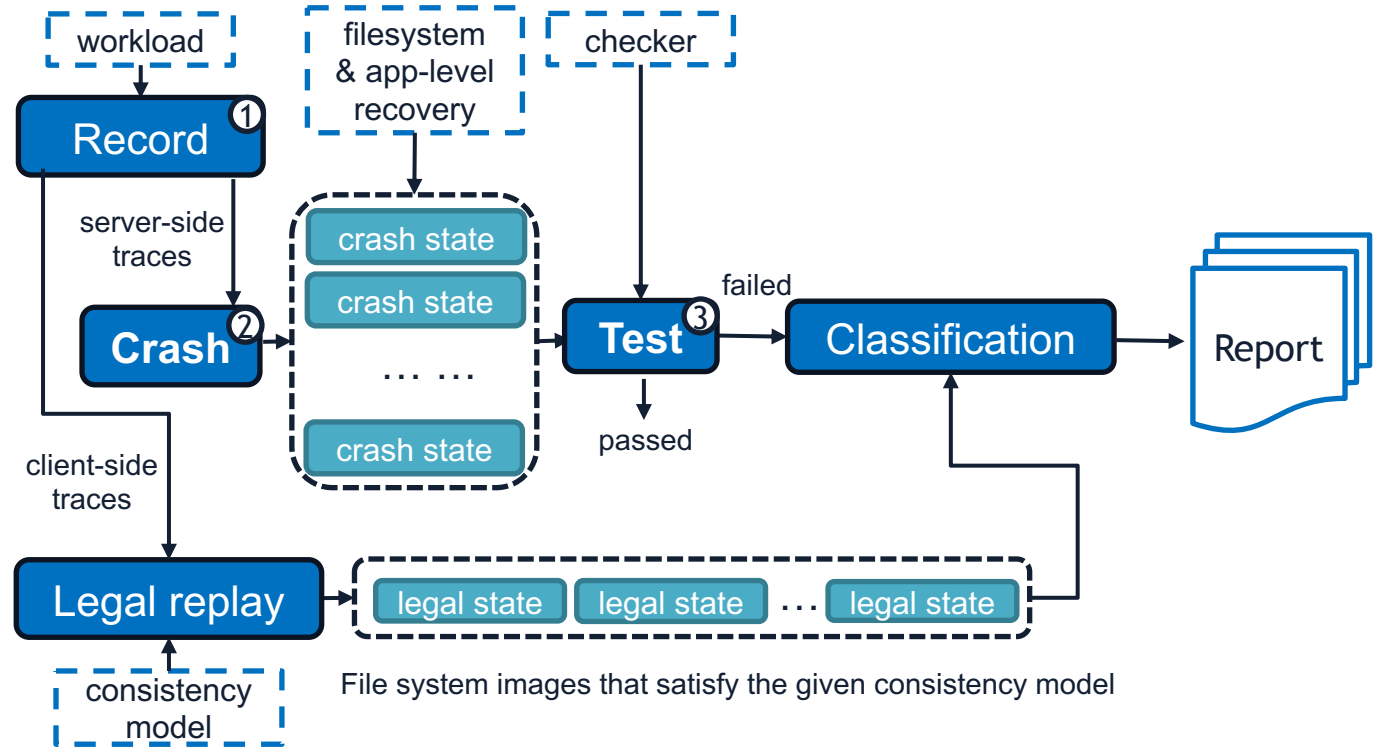 workload
filesystem
& app-level
recovery
checker
Record
1
server-side
traces
crash state
crash state
... ...
crash state
Crash
2
Test
3
failed
passed
Classification
Report
client-side
traces
Legal replay
legal state
legal state
...
legal state
consistency
model
File system images that satisfy the given consistency model